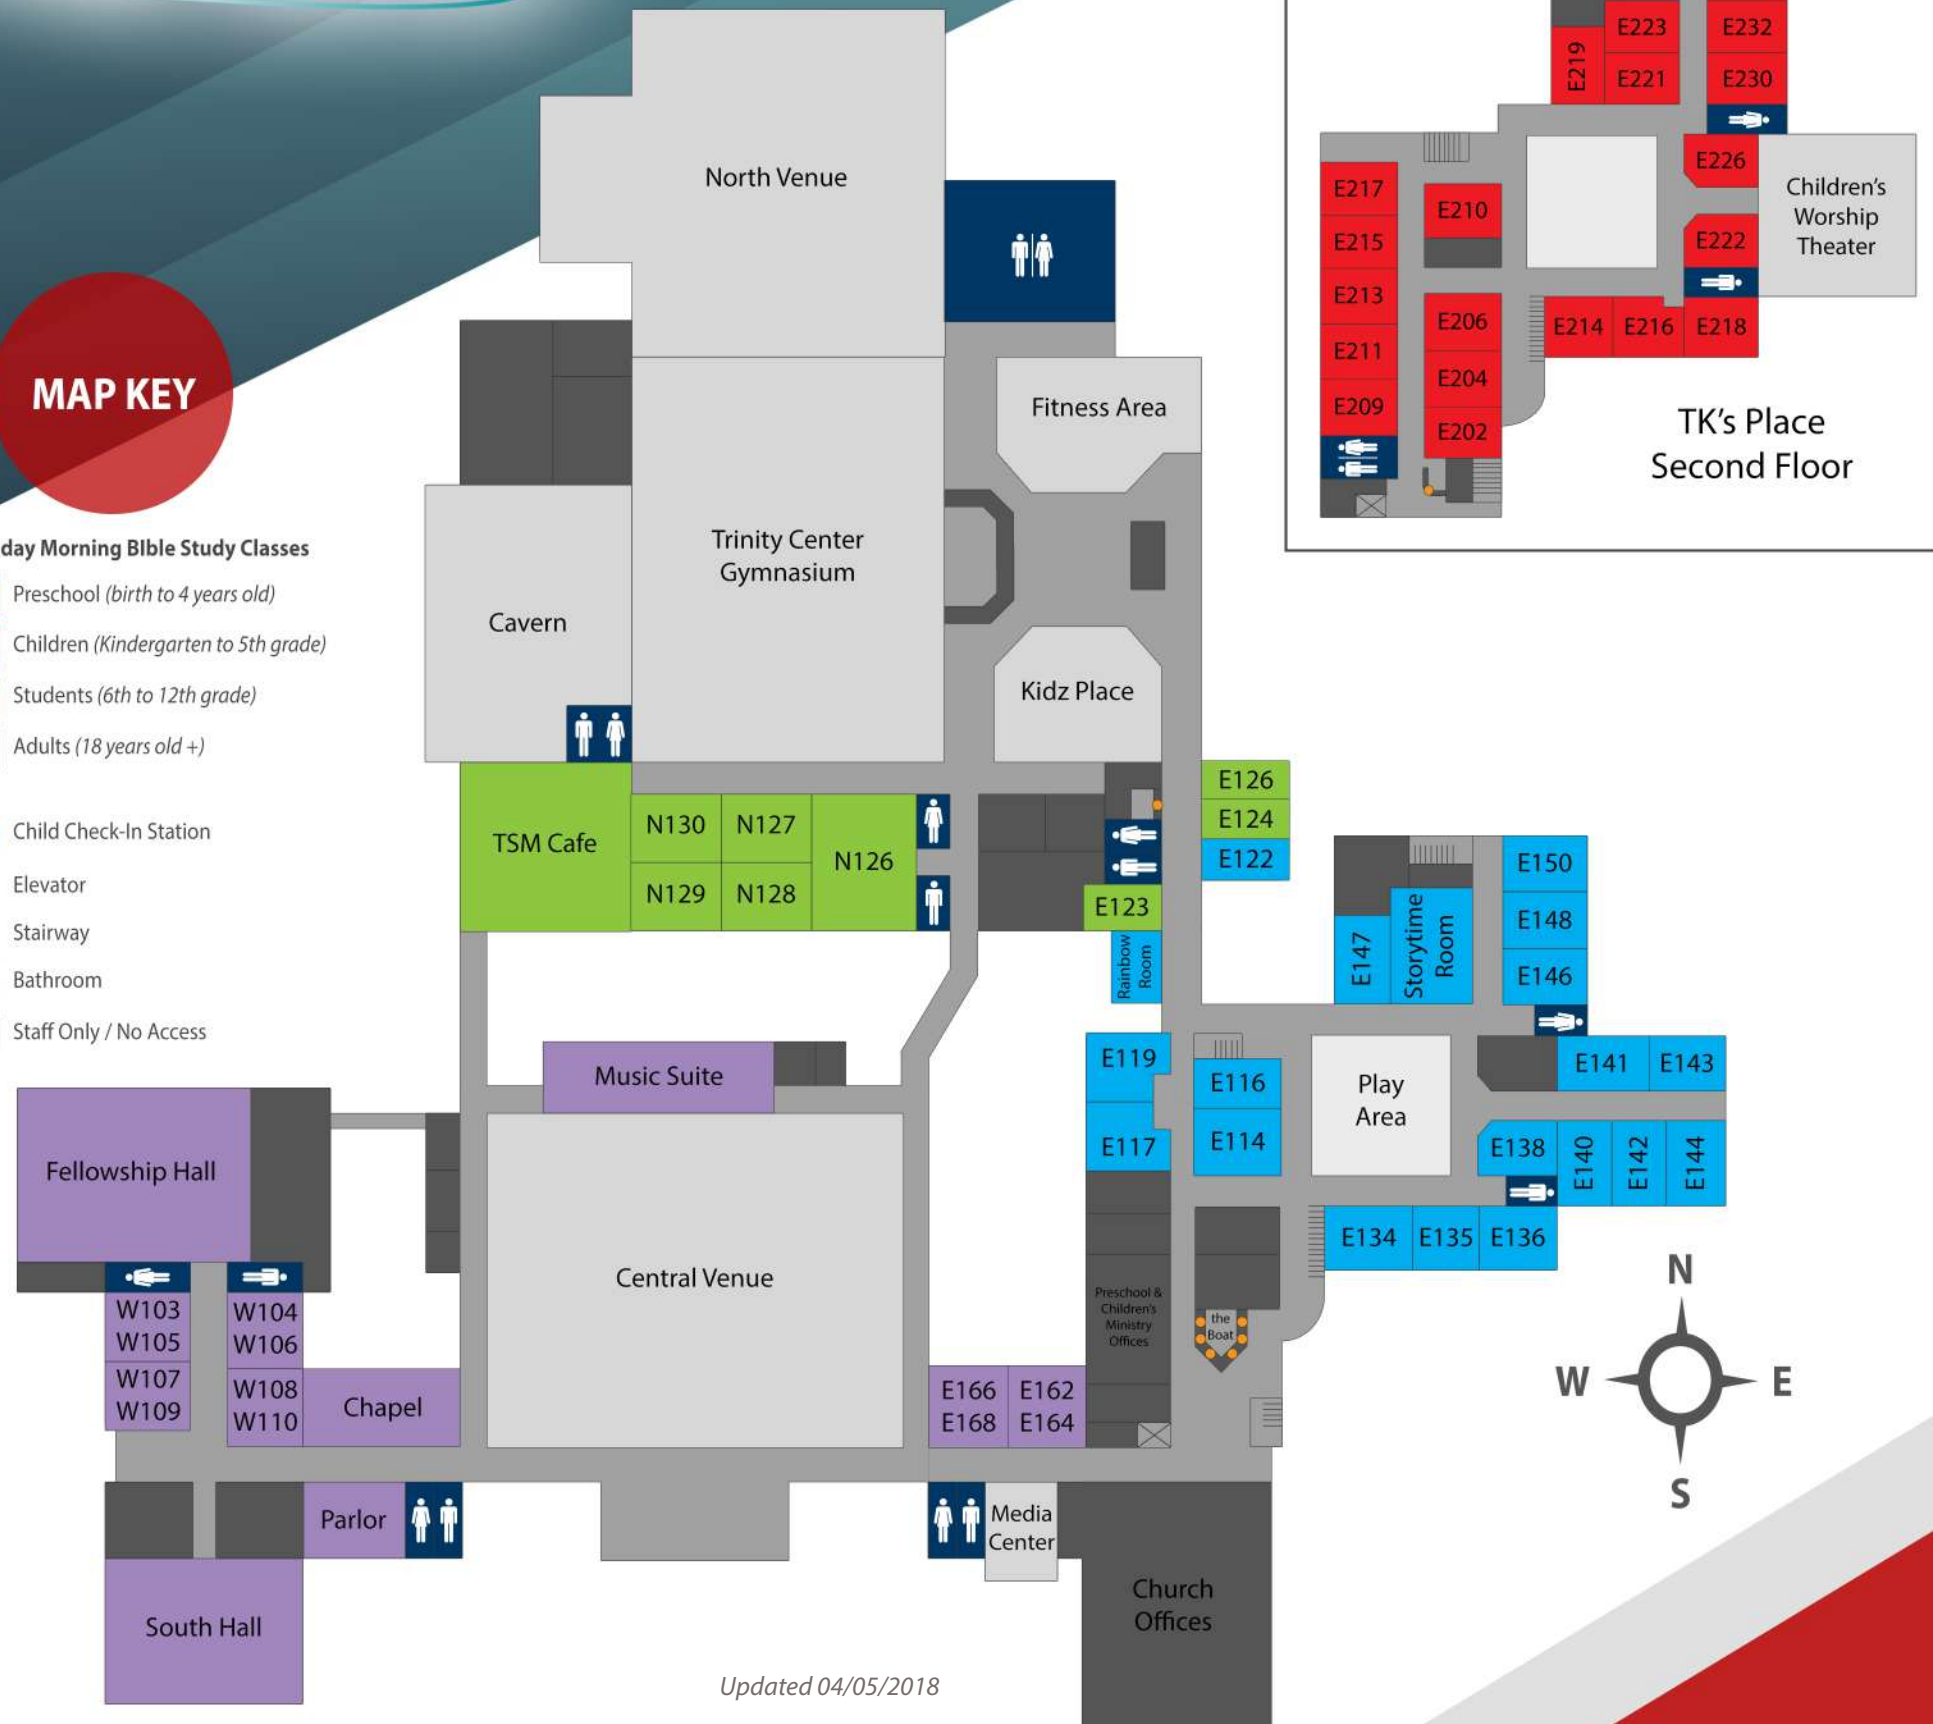 MAP KEY
day Morning BIble Study Classes
Preschool (birth to 4 years old)
Children (Kindergarten to 5th grade)
Students (6th to 12th grade)
Adults (18 years old +)
Child Check-In Station
Elevator
Stairway
Bathroom
Staff Only / No Access
North Venue
Fitness Area
Trinity Center
Gymnasium
Cavern
Kidz Place
TSM Cafe
N130
N127
N126
N129
N128
E126
E124
E122
E123
Rainbow
Room
E147
Storytime
Room
E150
E148
E146
E119
E117
E116
E114
Play
Area
E141
E143
E138
E140
E142
E144
E134
E135
E136
Music Suite
Fellowship Hall
Central Venue
W103
W105
W107
W109
W104
W106
W108
W110
Chapel
Parlor
South Hall
E166
E168
E162
E164
Preschool &
Children's
Ministry
Offices
the
Boat
Media
Center
Church
Offices
N
W
E
S
E223
E232
E219
E221
E230
E226
Children's
Worship
Theater
E222
E217
E215
E213
E211
E209
E210
E206
E204
E202
E214
E216
E218
TK's Place
Second Floor
Updated 04/05/2018